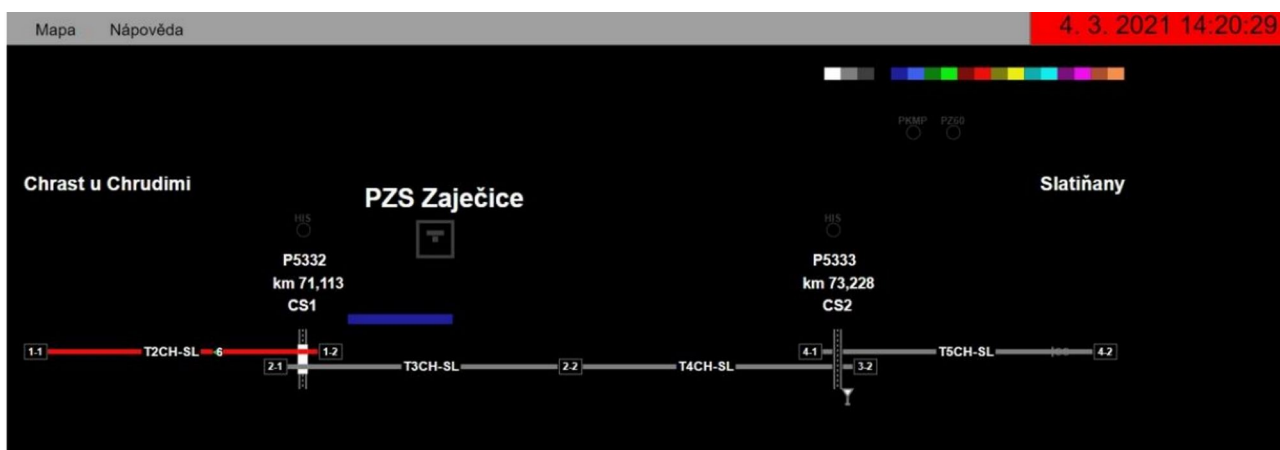 Mapa Nápověda 4. 3. 2021 14:20:29
PKMP PZ60
Chrast u Chrudimi PZS Zaječice Slatiňany
HIS HIS
P5332 P5333
km 71,113 km 73,228
CS1 CS2
1-1 T2CH-SL 6 1-2 4-1 T5CH-SL 4-2
2-1 T3CH-SL 2-2 T4CH-SL 3-2